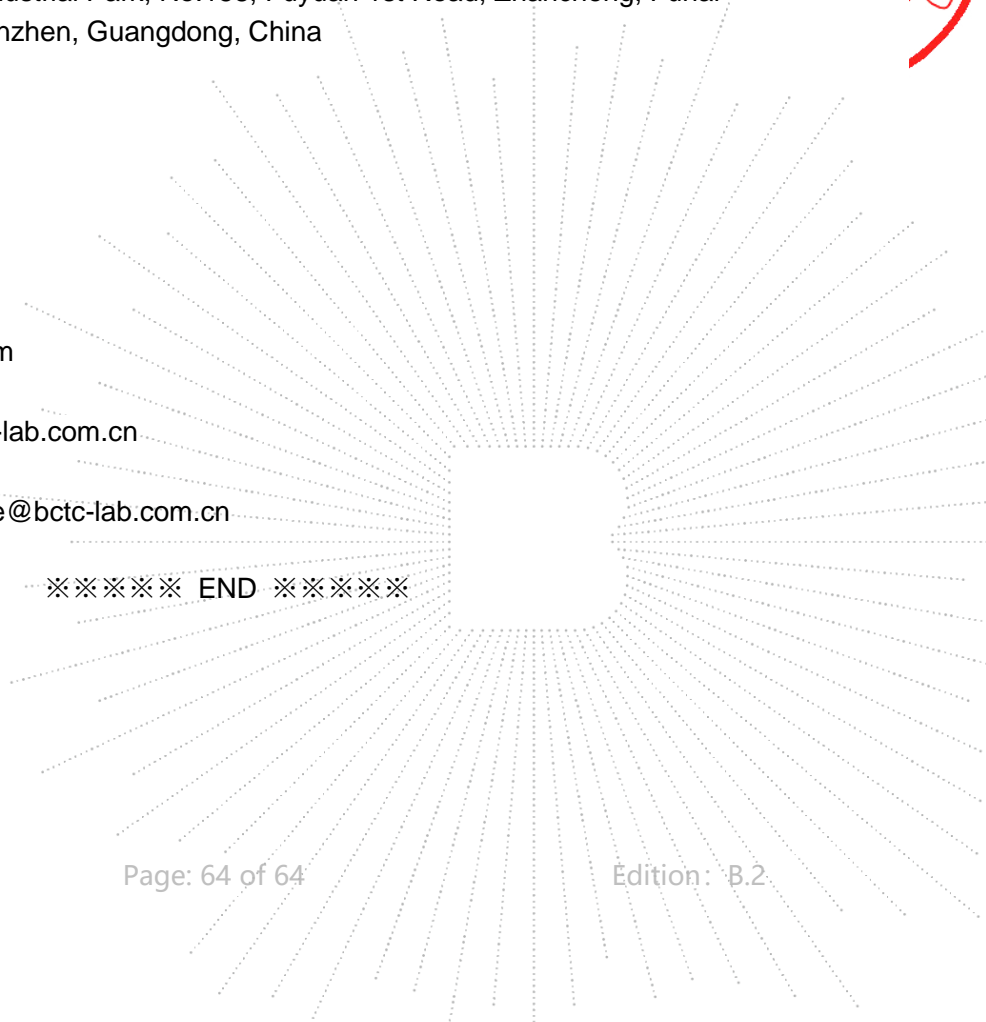 nzhen, Guangdong, China
m
-lab.com.cn
e@bctc-lab.com.cn
※※※※※ END ※※※※※
Page: 64 of 64 Edition：B.2